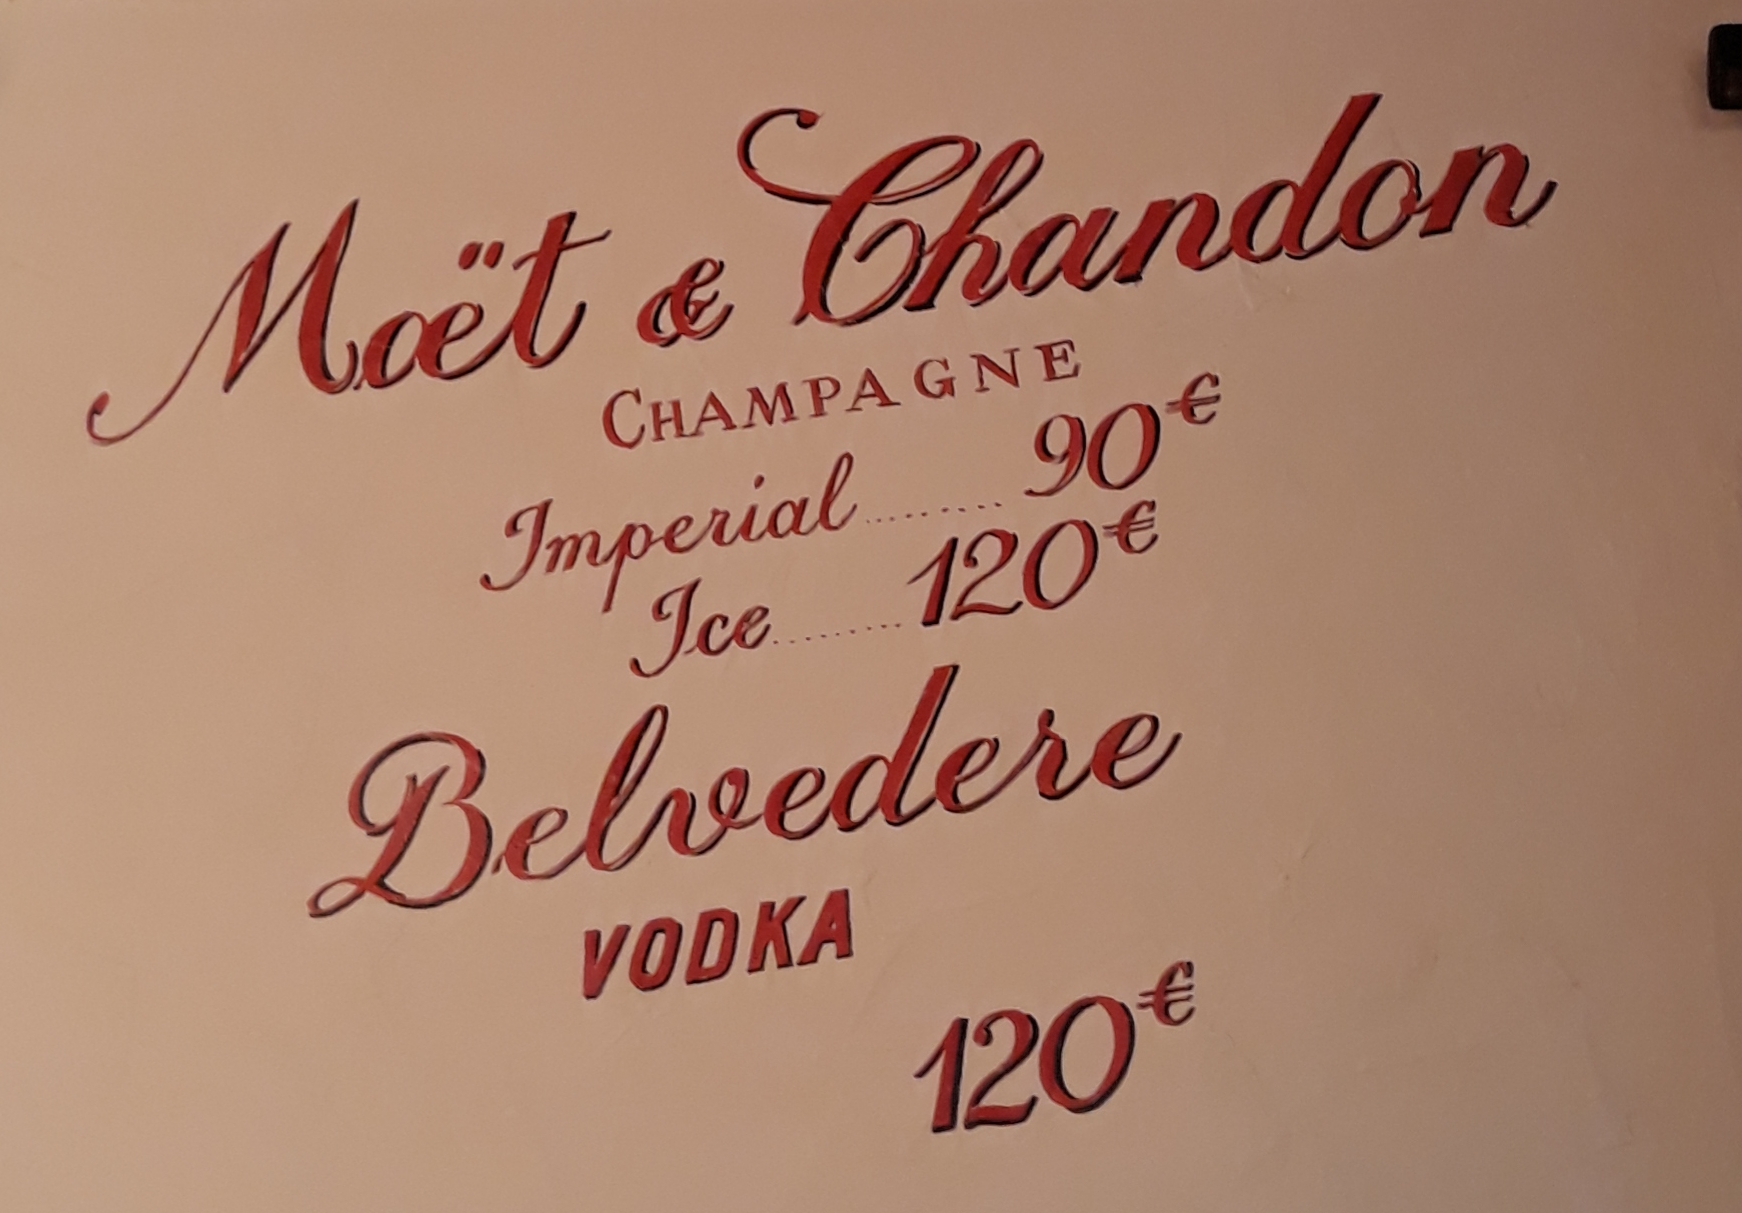 Moët & Chandon
CHAMPAGNE
Imperial ........ 90€
Ice ......... 120€
Belvedere
VODKA
120€